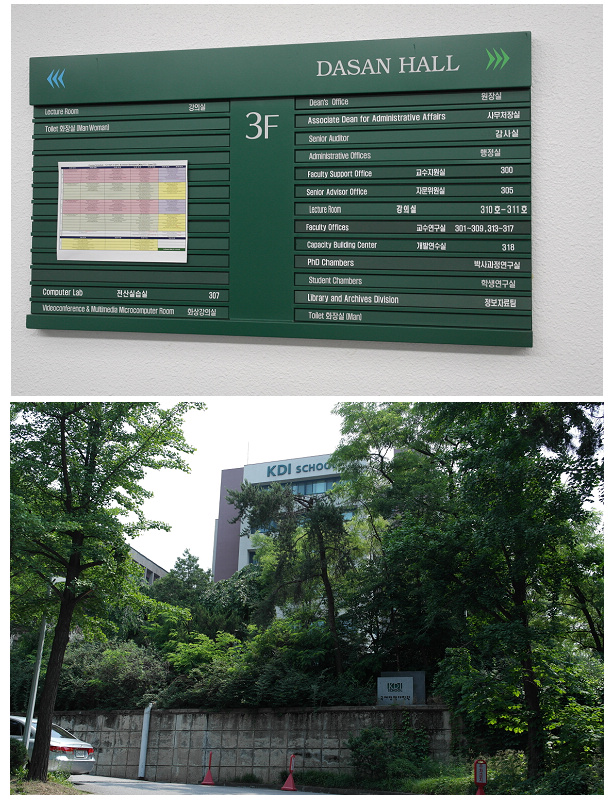 DASAN HALL
3F
Lecture Room 강의실
Toilet 화장실 (Man Woman)
Computer Lab 전산실습실 307
Videoconference & Multimedia Microcomputer Room 화상강의실
Dean's Office 원장실
Associate Dean for Administrative Affairs 사무처장실
Senior Auditor 감사실
Administrative Offices 행정실
Faculty Support Office 교수지원실 300
Senior Advisor Office 자문위원실 305
Lecture Room 강의실 310호-311호
Faculty Offices 교수연구실 301-309, 313-317
Capacity Building Center 개발연수실 318
PhD Chambers 박사과정연구실
Student Chambers 학생연구실
Library and Archives Division 정보자료팀
Toilet 화장실 (Man)
KDI SCHOOL
KDI